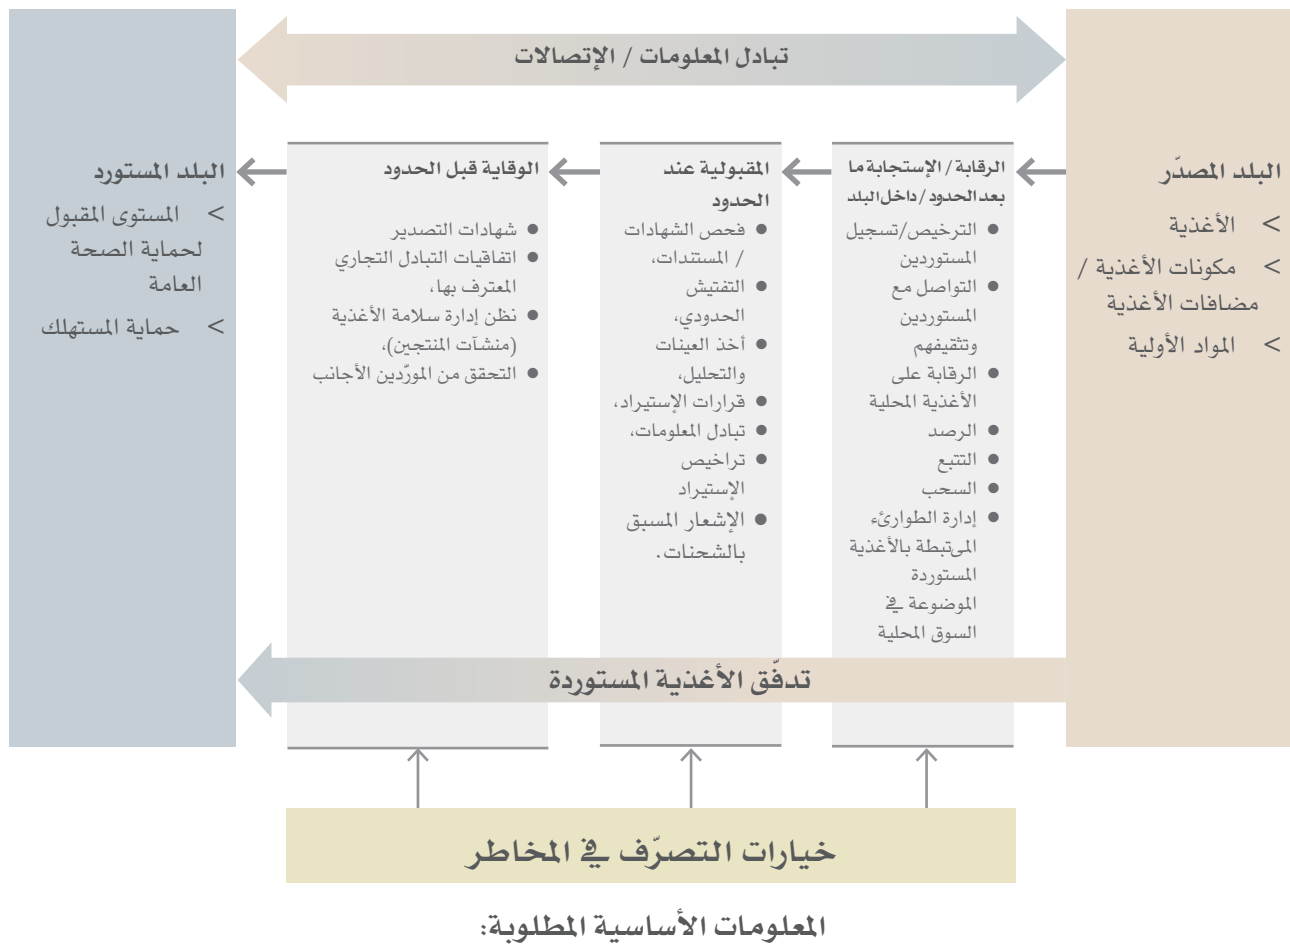 تبادل المعلومات / الإتصالات
البلد المصدّر
> الأغذية
> مكونات الأغذية /
مضافات الأغذية
> المواد الأولية
الرقابة / الإستجابة ما
بعد الحدود / داخل البلد
● الترخيص/تسجيل
المستوردين
● التواصل مع
المستوردين
وتثقيفهم
● الرقابة على
الأغذية المحلية
● الرصد
● التتبع
● السحب
● إدارة الطوارئء
المىتبطة بالأغذية
المستوردة
الموضوعة في
السوق المحلية
المقبولية عند
الحدود
● فحص الشهادات
/ المستندات،
● التفتيش
الحدودي،
● أخذ العينات
والتحليل،
● قرارات الإستيراد،
● تبادل المعلومات،
● تراخيص
الإستيراد
● الإشعار المسبق
بالشحنات.
الوقاية قبل الحدود
● شهادات التصدير
● اتفاقيات التبادل التجاري
المعترف بها،
● نظن إدارة سلامة الأغذية
(منشآت المنتجين)،
● التحقق من المورّدين الأجانب
البلد المستورد
> المستوى المقبول
لحماية الصحة
العامة
> حماية المستهلك
تدفّق الأغذية المستوردة
خيارات التصرّف في المخاطر
المعلومات الأساسية المطلوبة: